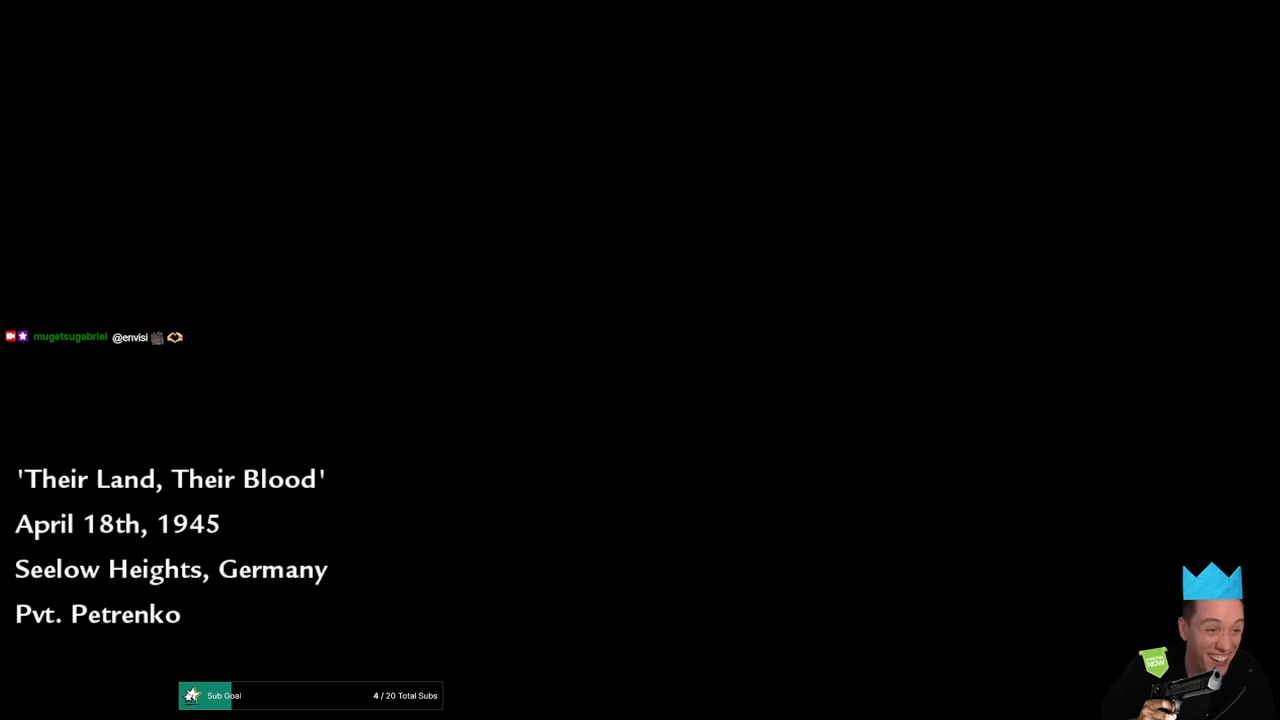 mugetsugabriel @envisi
'Their Land, Their Blood'
April 18th, 1945
Seelow Heights, Germany
Pvt. Petrenko
NOW
Sub Goal 4 / 20 Total Subs